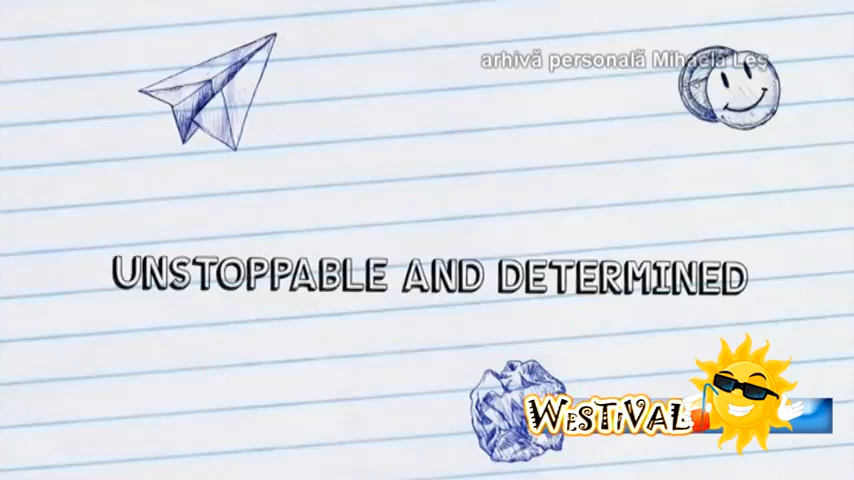 arhivă personală Mihaela Leș
UNSTOPPABLE AND DETERMINED
WESTIVAL